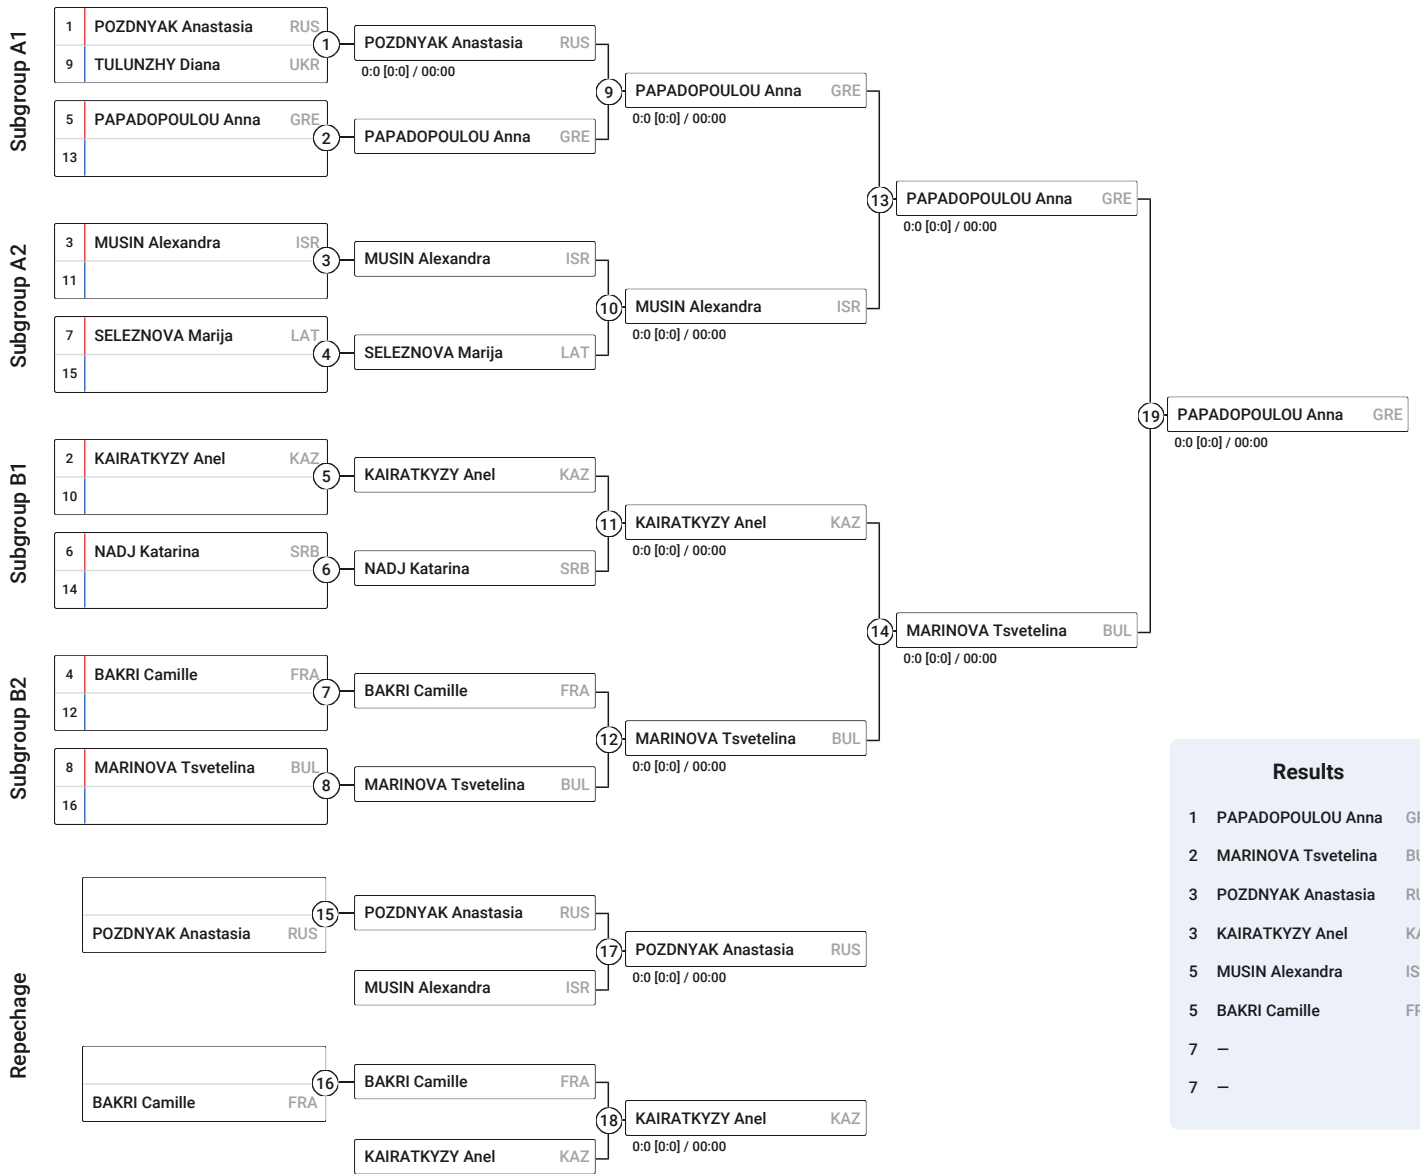 Subgroup A1
1 POZDNYAK Anastasia RUS
9 TULUNZHY Diana UKR
1
POZDNYAK Anastasia RUS
0:0 [0:0] / 00:00
5 PAPADOPOULOU Anna GRE
13
2
PAPADOPOULOU Anna GRE
9
PAPADOPOULOU Anna GRE
0:0 [0:0] / 00:00
Subgroup A2
3 MUSIN Alexandra ISR
11
3
MUSIN Alexandra ISR
7 SELEZNOVA Marija LAT
15
4
SELEZNOVA Marija LAT
10
MUSIN Alexandra ISR
0:0 [0:0] / 00:00
13
PAPADOPOULOU Anna GRE
0:0 [0:0] / 00:00
Subgroup B1
2 KAIRATKYZY Anel KAZ
10
5
KAIRATKYZY Anel KAZ
6 NADJ Katarina SRB
14
6
NADJ Katarina SRB
11
KAIRATKYZY Anel KAZ
0:0 [0:0] / 00:00
Subgroup B2
4 BAKRI Camille FRA
12
7
BAKRI Camille FRA
8 MARINOVA Tsvetelina BUL
16
8
MARINOVA Tsvetelina BUL
12
MARINOVA Tsvetelina BUL
0:0 [0:0] / 00:00
14
MARINOVA Tsvetelina BUL
0:0 [0:0] / 00:00
19
PAPADOPOULOU Anna GRE
0:0 [0:0] / 00:00
Repechage
POZDNYAK Anastasia RUS
15
POZDNYAK Anastasia RUS
MUSIN Alexandra ISR
17
POZDNYAK Anastasia RUS
0:0 [0:0] / 00:00
BAKRI Camille FRA
16
BAKRI Camille FRA
KAIRATKYZY Anel KAZ
18
KAIRATKYZY Anel KAZ
0:0 [0:0] / 00:00
Results
1 PAPADOPOULOU Anna
2 MARINOVA Tsvetelina
3 POZDNYAK Anastasia
3 KAIRATKYZY Anel
5 MUSIN Alexandra
5 BAKRI Camille
7 —
7 —